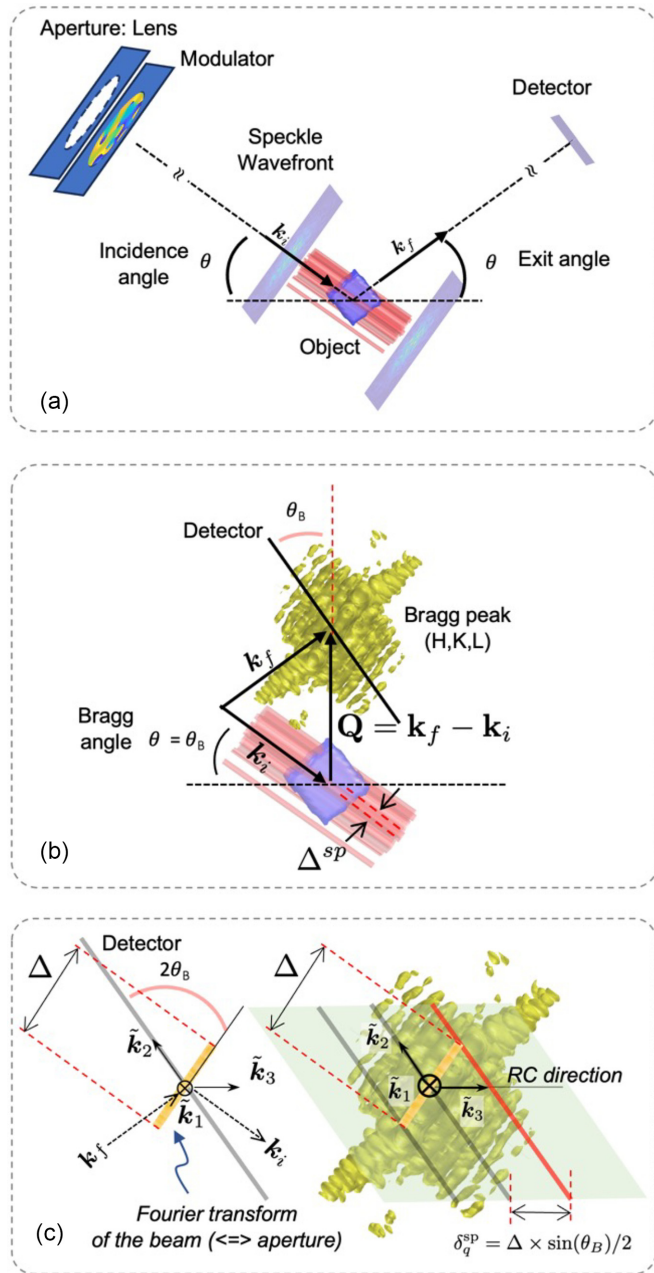 Aperture: Lens
Modulator
Detector
Speckle
Wavefront
k_i
k_f
Incidence
angle
θ
θ
Exit angle
Object
(a)
θ_B
Detector
Bragg peak
(H,K,L)
k_f
Bragg
angle
θ = θ_B
k_i
Q = k_f − k_i
Δ^{sp}
(b)
Detector
Δ
2θ_B
k̃_2
k̃_3
k̃_1
k_f
k_i
Fourier transform
of the beam (<=> aperture)
Δ
k̃_2
RC direction
k̃_1
k̃_3
δ_q^{sp} = Δ × sin(θ_B)/2
(c)